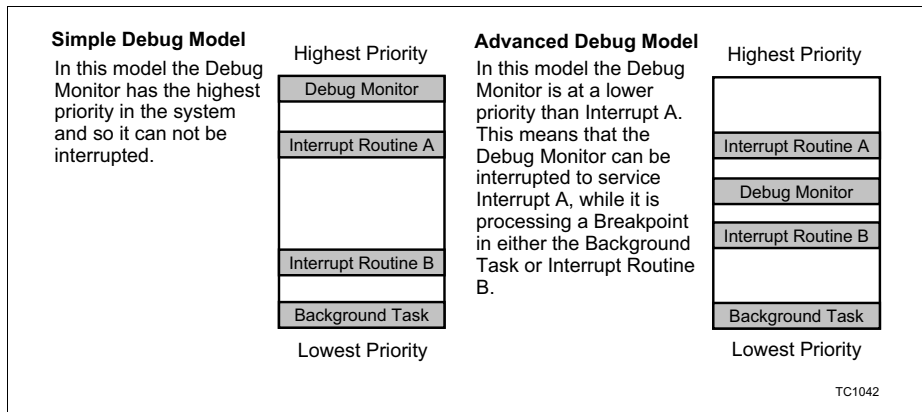 Simple Debug Model
In this model the Debug
Monitor has the highest
priority in the system
and so it can not be
interrupted.
Highest Priority
Debug Monitor
Interrupt Routine A
Interrupt Routine B
Background Task
Lowest Priority
Advanced Debug Model
In this model the Debug
Monitor is at a lower
priority than Interrupt A.
This means that the
Debug Monitor can be
interrupted to service
Interrupt A, while it is
processing a Breakpoint
in either the Background
Task or Interrupt Routine
B.
Highest Priority
Interrupt Routine A
Debug Monitor
Interrupt Routine B
Background Task
Lowest Priority
TC1042